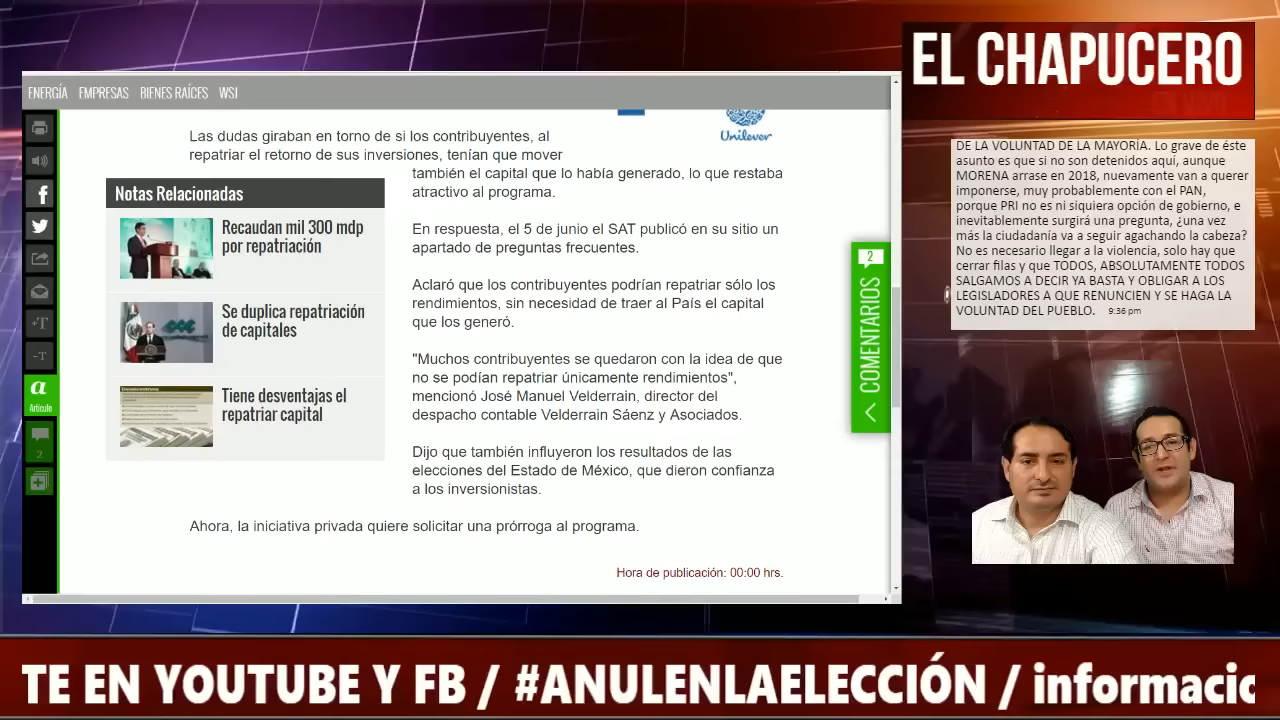 EL CHAPUCERO
ENERGÍA EMPRESAS BIENES RAÍCES WSJ
Unilever
Las dudas giraban en torno de si los contribuyentes, al
repatriar el retorno de sus inversiones, tenían que mover
también el capital que lo había generado, lo que restaba
atractivo al programa.
En respuesta, el 5 de junio el SAT publicó en su sitio un
apartado de preguntas frecuentes.
Aclaró que los contribuyentes podrían repatriar sólo los
rendimientos, sin necesidad de traer al País el capital
que los generó.
"Muchos contribuyentes se quedaron con la idea de que
no se podían repatriar únicamente rendimientos",
mencionó José Manuel Velderrain, director del
despacho contable Velderrain Sáenz y Asociados.
Dijo que también influyeron los resultados de las
elecciones del Estado de México, que dieron confianza
a los inversionistas.
Ahora, la iniciativa privada quiere solicitar una prórroga al programa.
Hora de publicación: 00:00 hrs.
Notas Relacionadas
Recaudan mil 300 mdp
por repatriación
Se duplica repatriación
de capitales
Tiene desventajas el
repatriar capital
+T
-T
a
Artículo
2
2
COMENTARIOS
DE LA VOLUNTAD DE LA MAYORÍA. Lo grave de éste
asunto es que si no son detenidos aquí, aunque
MORENA arrase en 2018, nuevamente van a querer
imponerse, muy probablemente con el PAN,
porque PRI no es ni siquiera opción de gobierno, e
inevitablemente surgirá una pregunta, ¿una vez
más la ciudadanía va a seguir agachando la cabeza?
No es necesario llegar a la violencia, solo hay que
cerrar filas y que TODOS, ABSOLUTAMENTE TODOS
SALGAMOS A DECIR YA BASTA Y OBLIGAR A LOS
LEGISLADORES A QUE RENUNCIEN Y SE HAGA LA
VOLUNTAD DEL PUEBLO. 9:36 pm
TE EN YOUTUBE Y FB / #ANULENLAELECCIÓN / informacic